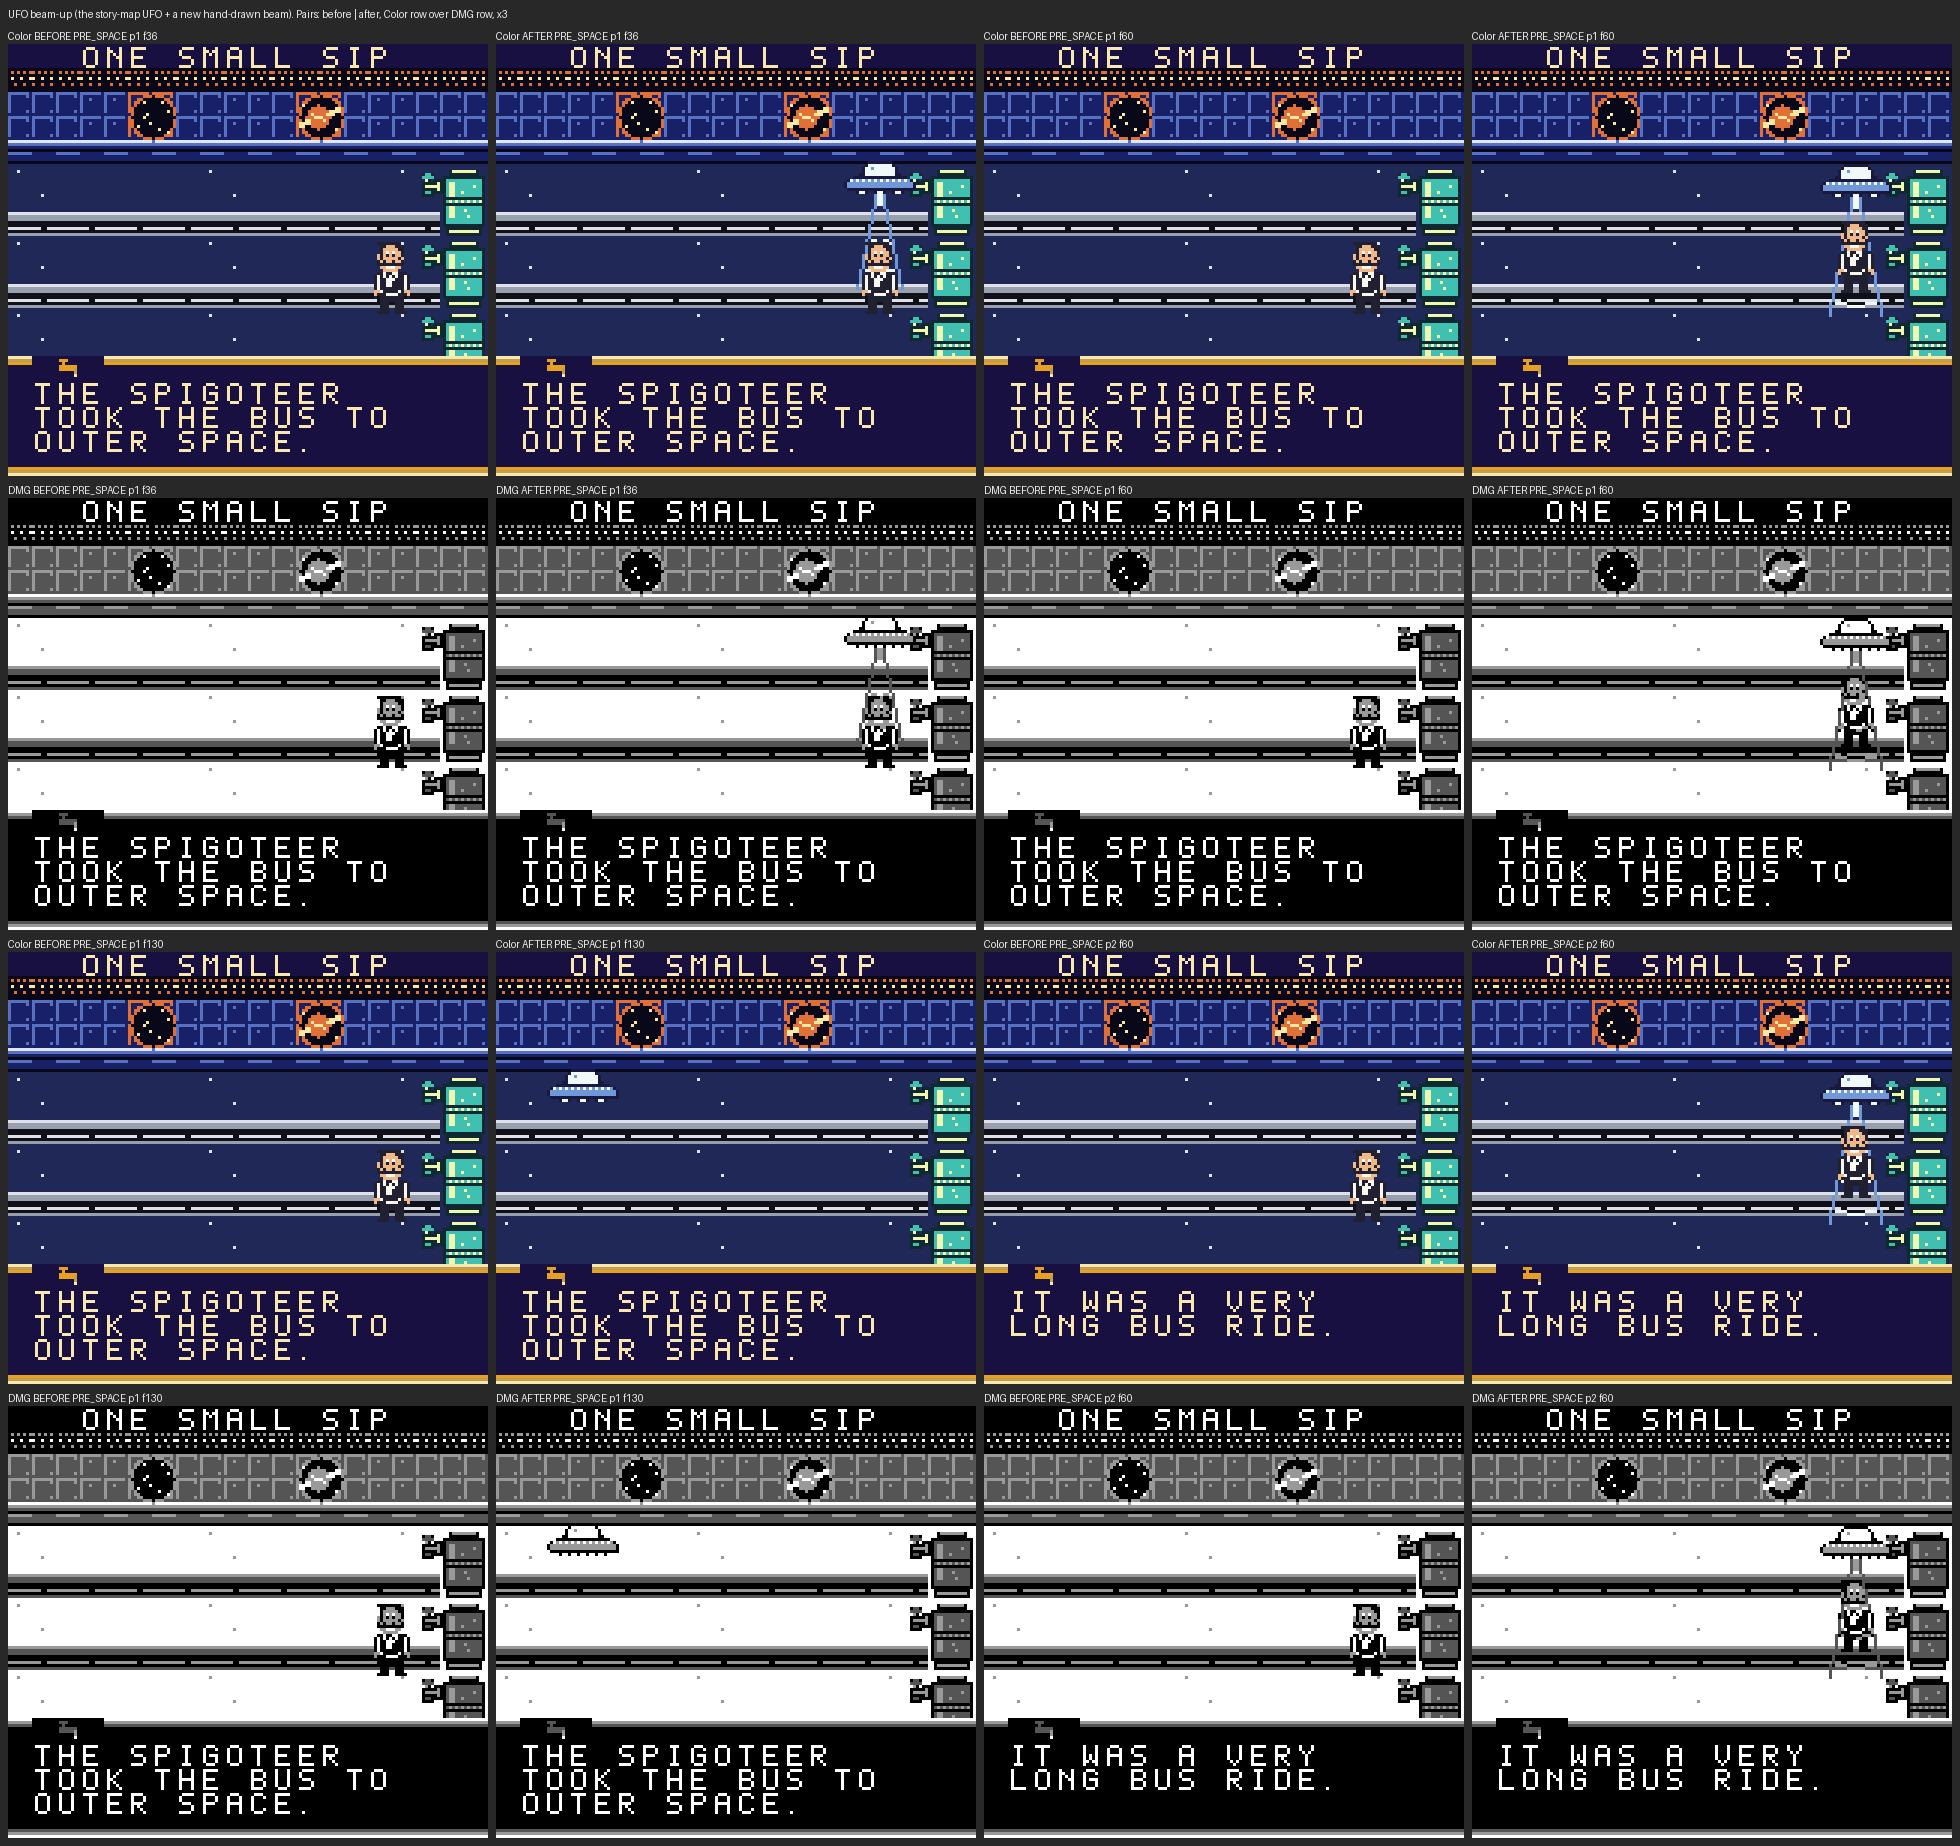 UFO beam-up (the story-map UFO + a new hand-drawn beam). Pairs: before | after, Color row over DMG row, x3
Color BEFORE PRE_SPACE p1 f36
ONE SMALL SIP
THE SPIGOTEER
TOOK THE BUS TO
OUTER SPACE.
Color AFTER PRE_SPACE p1 f36
ONE SMALL SIP
THE SPIGOTEER
TOOK THE BUS TO
OUTER SPACE.
Color BEFORE PRE_SPACE p1 f60
ONE SMALL SIP
THE SPIGOTEER
TOOK THE BUS TO
OUTER SPACE.
Color AFTER PRE_SPACE p1 f60
ONE SMALL SIP
THE SPIGOTEER
TOOK THE BUS TO
OUTER SPACE.
DMG BEFORE PRE_SPACE p1 f36
ONE SMALL SIP
THE SPIGOTEER
TOOK THE BUS TO
OUTER SPACE.
DMG AFTER PRE_SPACE p1 f36
ONE SMALL SIP
THE SPIGOTEER
TOOK THE BUS TO
OUTER SPACE.
DMG BEFORE PRE_SPACE p1 f60
ONE SMALL SIP
THE SPIGOTEER
TOOK THE BUS TO
OUTER SPACE.
DMG AFTER PRE_SPACE p1 f60
ONE SMALL SIP
THE SPIGOTEER
TOOK THE BUS TO
OUTER SPACE.
Color BEFORE PRE_SPACE p1 f130
ONE SMALL SIP
THE SPIGOTEER
TOOK THE BUS TO
OUTER SPACE.
Color AFTER PRE_SPACE p1 f130
ONE SMALL SIP
THE SPIGOTEER
TOOK THE BUS TO
OUTER SPACE.
Color BEFORE PRE_SPACE p2 f60
ONE SMALL SIP
IT WAS A VERY
LONG BUS RIDE.
Color AFTER PRE_SPACE p2 f60
ONE SMALL SIP
IT WAS A VERY
LONG BUS RIDE.
DMG BEFORE PRE_SPACE p1 f130
ONE SMALL SIP
THE SPIGOTEER
TOOK THE BUS TO
OUTER SPACE.
DMG AFTER PRE_SPACE p1 f130
ONE SMALL SIP
THE SPIGOTEER
TOOK THE BUS TO
OUTER SPACE.
DMG BEFORE PRE_SPACE p2 f60
ONE SMALL SIP
IT WAS A VERY
LONG BUS RIDE.
DMG AFTER PRE_SPACE p2 f60
ONE SMALL SIP
IT WAS A VERY
LONG BUS RIDE.